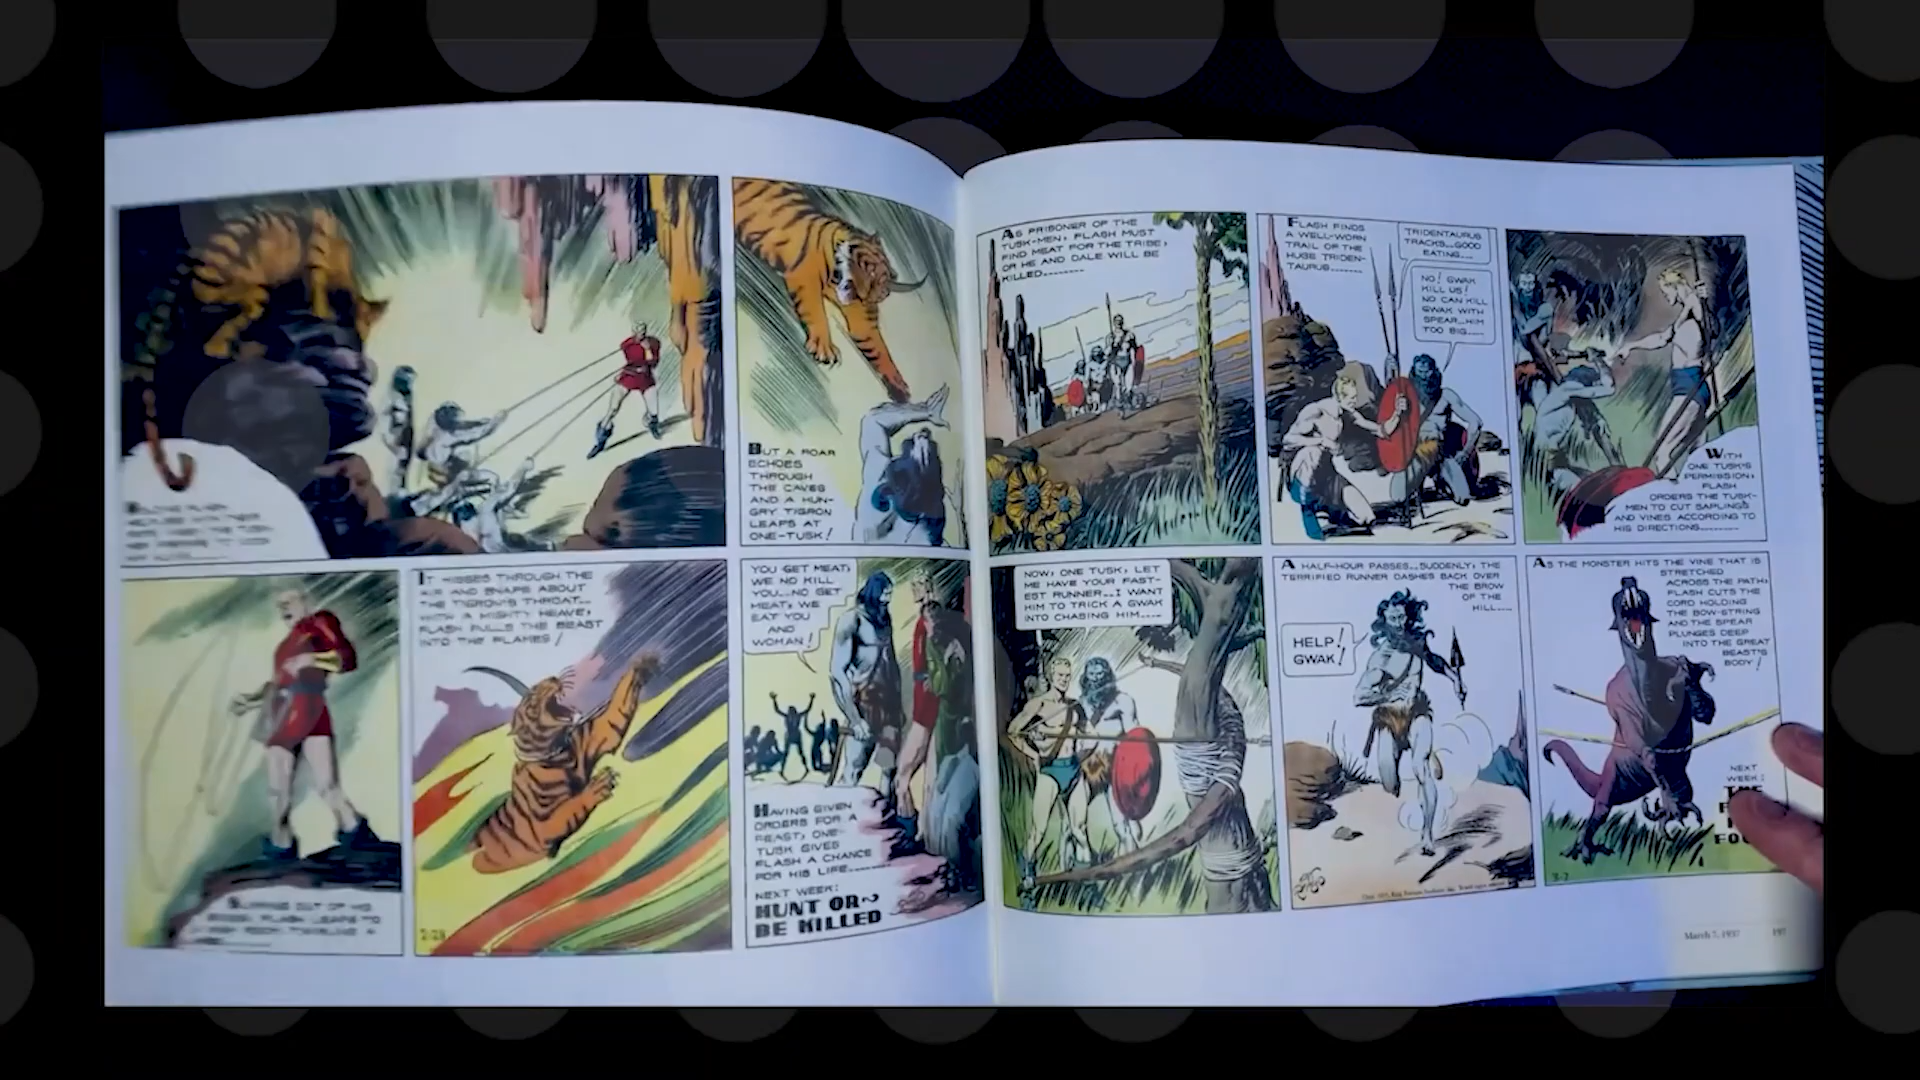 BUT A ROAR
ECHOES
THROUGH
THE CAVES
AND A HUN-
GRY TIGRON
LEAPS AT
ONE-TUSK!
IT HISSES THROUGH THE
AIR AND SNAPS ABOUT
THE TIGRON'S THROAT...
WITH A MIGHTY HEAVE,
FLASH PULLS THE BEAST
INTO THE FLAMES!
2-28
YOU GET MEAT,
WE NO KILL
YOU...NO GET
MEAT, WE
EAT YOU
AND
WOMAN!
HAVING GIVEN
ORDERS FOR A
FEAST, ONE-
TUSK GIVES
FLASH A CHANCE
FOR HIS LIFE
NEXT WEEK:
HUNT OR~
BE KILLED
AS PRISONER OF THE
TUSK-MEN, FLASH MUST
FIND MEAT FOR THE TRIBE,
OR HE AND DALE WILL BE
KILLED
FLASH FINDS
A WELL-WORN
TRAIL OF THE
HUGE TRIDEN-
TAURUS
TRIDENTAURUS
TRACKS...GOOD
EATING...
NO! GWAK
KILL US!
NO CAN KILL
GWAK WITH
SPEAR...HIM
TOO BIG...
WITH
ONE TUSK'S
PERMISSION,
FLASH
ORDERS THE TUSK-
MEN TO CUT SAPLINGS
AND VINES ACCORDING TO
HIS DIRECTIONS
NOW, ONE TUSK, LET
ME HAVE YOUR FAST-
EST RUNNER...I WANT
HIM TO TRICK A GWAK
INTO CHASING HIM....
A HALF-HOUR PASSES...SUDDENLY, THE
TERRIFIED RUNNER DASHES BACK OVER
THE BROW
OF THE
HILL....
HELP!
GWAK!
AS THE MONSTER HITS THE VINE THAT IS
STRETCHED
ACROSS THE PATH,
FLASH CUTS THE
CORD HOLDING
THE BOW-STRING
AND THE SPEAR
PLUNGES DEEP
INTO THE GREAT
BEAST'S
BODY!
NEXT
WEEK:
3-7
March 7, 1937 197